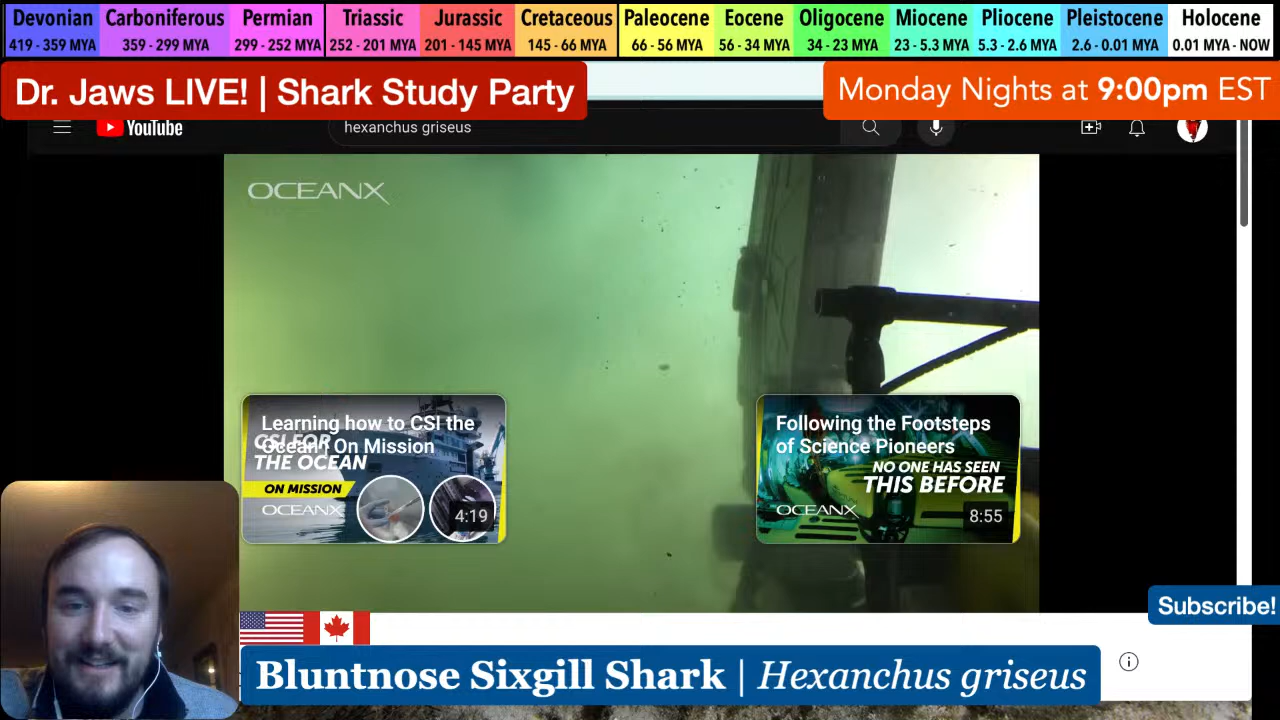 Devonian Carboniferous Permian Triassic Jurassic Cretaceous Paleocene Eocene Oligocene Miocene Pliocene Pleistocene Holocene
419 - 359 MYA 359 - 299 MYA 299 - 252 MYA 252 - 201 MYA 201 - 145 MYA 145 - 66 MYA 66 - 56 MYA 56 - 34 MYA 34 - 23 MYA 23 - 5.3 MYA 5.3 - 2.6 MYA 2.6 - 0.01 MYA 0.01 MYA - NOW
Dr. Jaws LIVE! | Shark Study Party
Monday Nights at 9:00pm EST
YouTube
hexanchus griseus
OCEANX
Learning how to CSI the
Ocean | On Mission
CSI FOR
THE OCEAN
ON MISSION
OCEANX
4:19
Following the Footsteps
of Science Pioneers
NO ONE HAS SEEN
THIS BEFORE
OCEANX
8:55
Subscribe!
Bluntnose Sixgill Shark | Hexanchus griseus